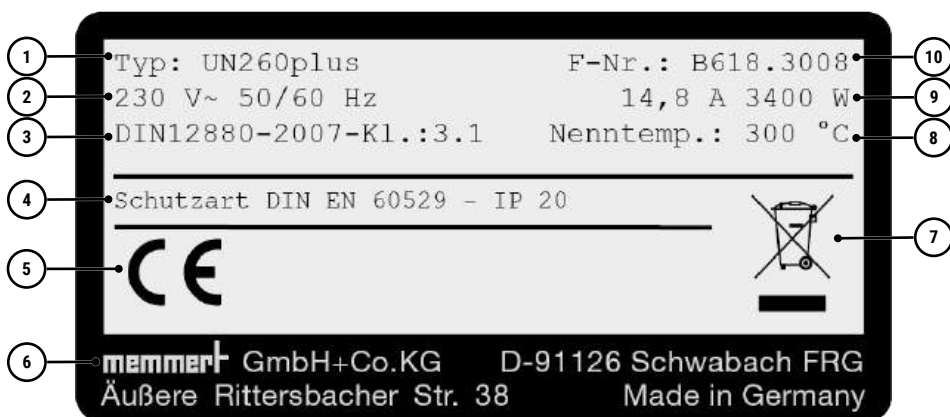 1 Typ: UN260plus F-Nr.: B618.3008 10
2 230 V~ 50/60 Hz 14,8 A 3400 W 9
3 DIN12880-2007-Kl.:3.1 Nenntemp.: 300 °C 8
4 Schutzart DIN EN 60529 - IP 20
7
5 CE
6 memmert GmbH+Co.KG D-91126 Schwabach FRG
Äußere Rittersbacher Str. 38 Made in Germany